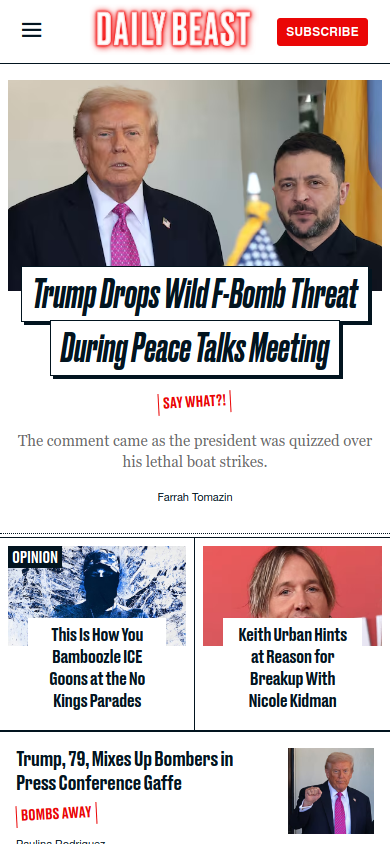 DAILY BEAST
SUBSCRIBE
Trump Drops Wild F-Bomb Threat
During Peace Talks Meeting
SAY WHAT?!
The comment came as the president was quizzed over
his lethal boat strikes.
Farrah Tomazin
OPINION
This Is How You
Bamboozle ICE
Goons at the No
Kings Parades
Keith Urban Hints
at Reason for
Breakup With
Nicole Kidman
Trump, 79, Mixes Up Bombers in
Press Conference Gaffe
BOMBS AWAY
Paulina Rodriguez